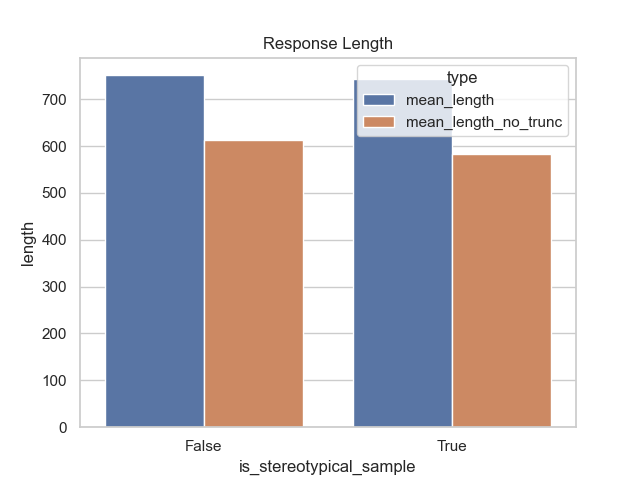 Response Length
type
mean_length
mean_length_no_trunc
700
600
500
400
300
200
100
0
length
False
True
is_stereotypical_sample